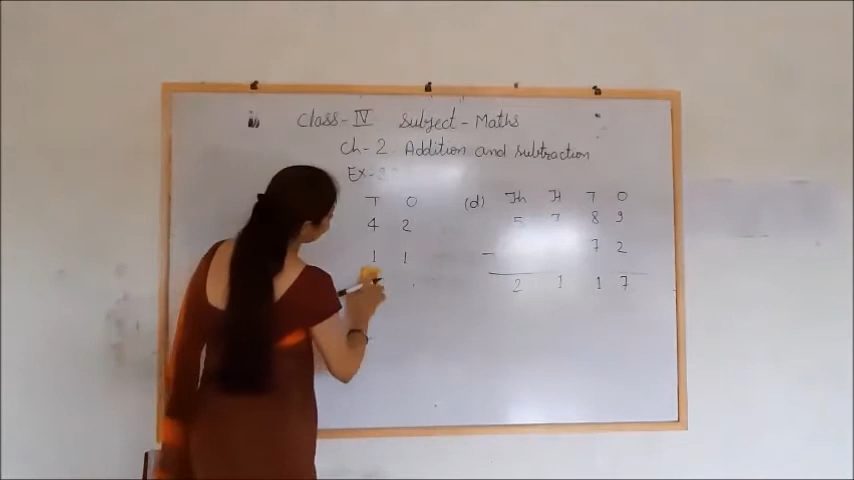 Class-IV Subject-Maths
Ch-2 Addition and subtraction
Ex-
T O (d) Th H T O
4 2 5 7 8 9
1 1 - 7 2
2 1 1 7